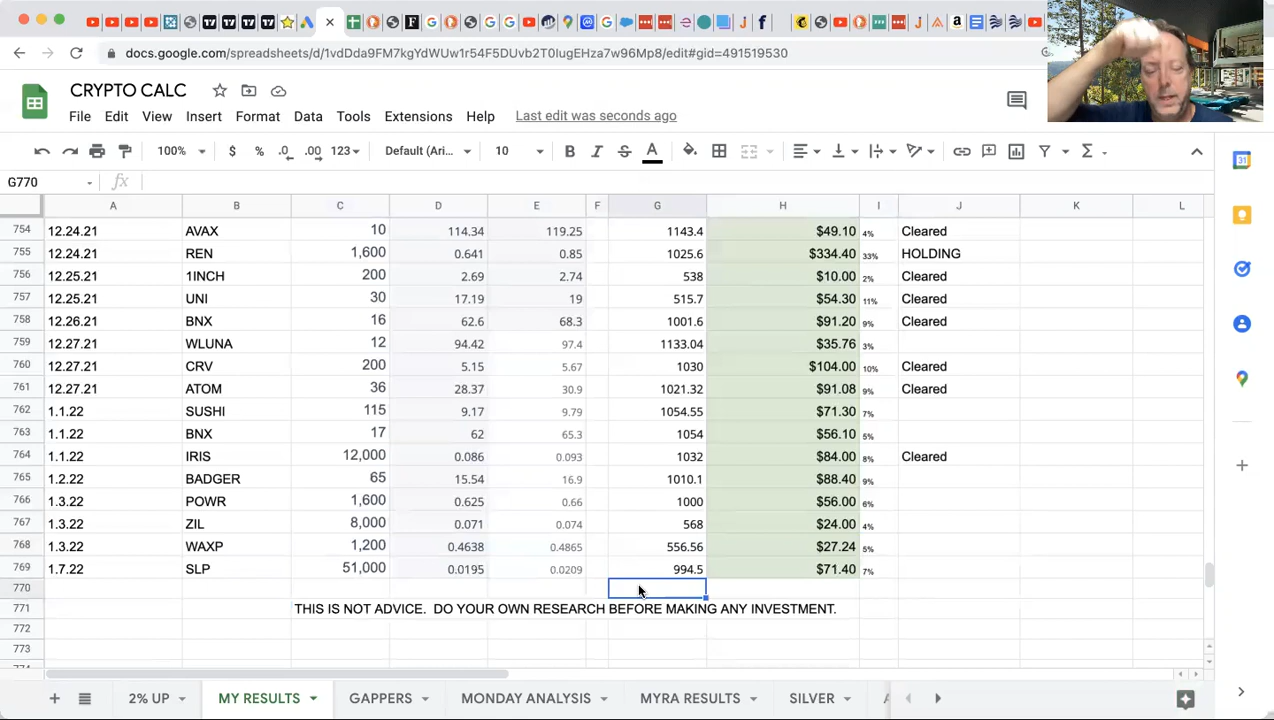 docs.google.com/spreadsheets/d/1vdDda9FM7kgYdWUw1r54F5DUvb2T0lugEHza7w96Mp8/edit#gid=491519530
CRYPTO CALC
File Edit View Insert Format Data Tools Extensions Help Last edit was seconds ago
100% $ % .0 .00 123 Default (Ari... 10 B I S A
G770 fx
A B C D E F G H I J K L
754 12.24.21 AVAX 10 114.34 119.25 1143.4 $49.10 4% Cleared
755 12.24.21 REN 1,600 0.641 0.85 1025.6 $334.40 33% HOLDING
756 12.25.21 1INCH 200 2.69 2.74 538 $10.00 2% Cleared
757 12.25.21 UNI 30 17.19 19 515.7 $54.30 11% Cleared
758 12.26.21 BNX 16 62.6 68.3 1001.6 $91.20 9% Cleared
759 12.27.21 WLUNA 12 94.42 97.4 1133.04 $35.76 3%
760 12.27.21 CRV 200 5.15 5.67 1030 $104.00 10% Cleared
761 12.27.21 ATOM 36 28.37 30.9 1021.32 $91.08 9% Cleared
762 1.1.22 SUSHI 115 9.17 9.79 1054.55 $71.30 7%
763 1.1.22 BNX 17 62 65.3 1054 $56.10 5%
764 1.1.22 IRIS 12,000 0.086 0.093 1032 $84.00 8% Cleared
765 1.2.22 BADGER 65 15.54 16.9 1010.1 $88.40 9%
766 1.3.22 POWR 1,600 0.625 0.66 1000 $56.00 6%
767 1.3.22 ZIL 8,000 0.071 0.074 568 $24.00 4%
768 1.3.22 WAXP 1,200 0.4638 0.4865 556.56 $27.24 5%
769 1.7.22 SLP 51,000 0.0195 0.0209 994.5 $71.40 7%
770
771 THIS IS NOT ADVICE. DO YOUR OWN RESEARCH BEFORE MAKING ANY INVESTMENT.
772
773
2% UP MY RESULTS GAPPERS MONDAY ANALYSIS MYRA RESULTS SILVER